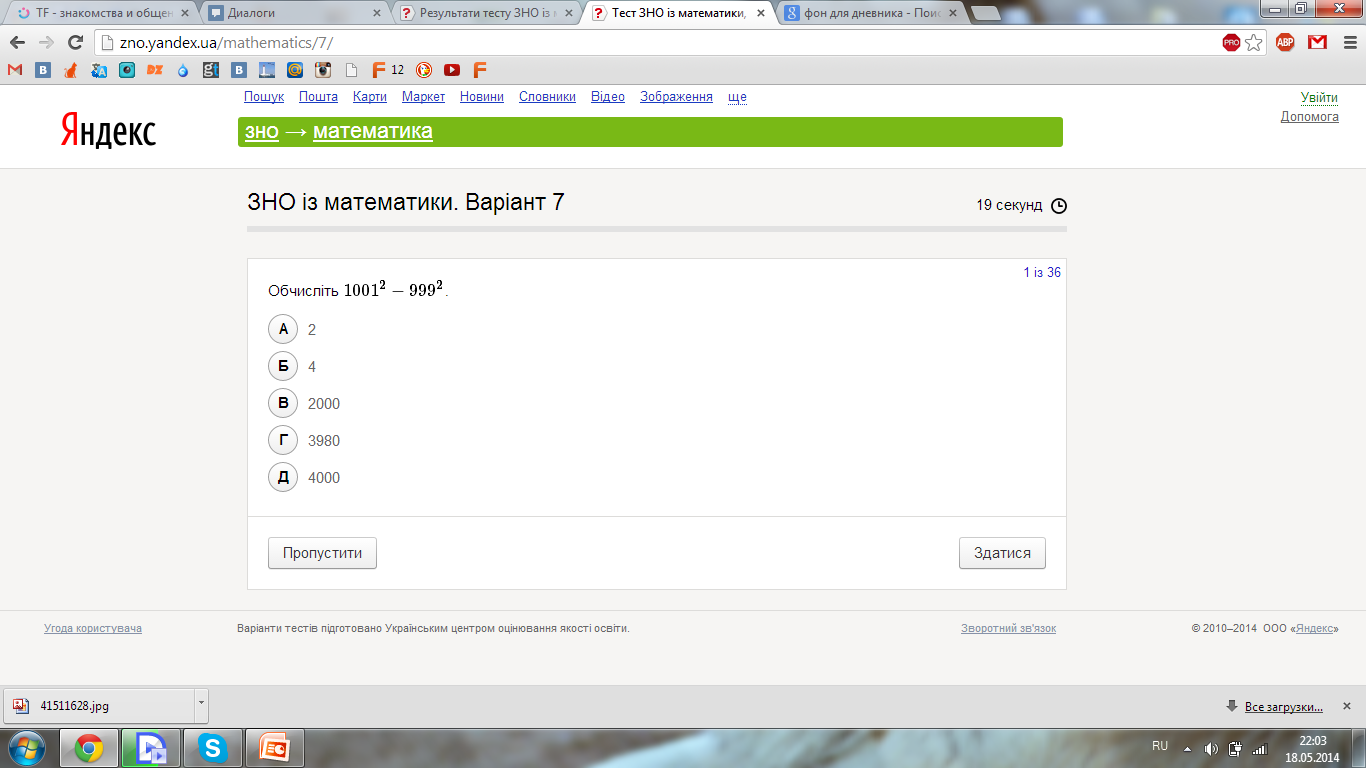 TF - знакомства и общен
Диалоги
Результати тесту ЗНО із м
Тест ЗНО із математики,
фон для дневника - Пои
zno.yandex.ua/mathematics/7/
PRO
ABP
12
Пошук Пошта Карти Маркет Новини Словники Відео Зображення ще
Увійти
Допомога
Яндекс
зно → математика
ЗНО із математики. Варіант 7
19 секунд
1 із 36
Обчисліть 1001² − 999².
А 2
Б 4
В 2000
Г 3980
Д 4000
Пропустити
Здатися
Угода користувача
Варіанти тестів підготовано Українським центром оцінювання якості освіти.
Зворотний зв'язок
© 2010–2014 ООО «Яндекс»
41511628.jpg
Все загрузки...
RU
22:03
18.05.2014